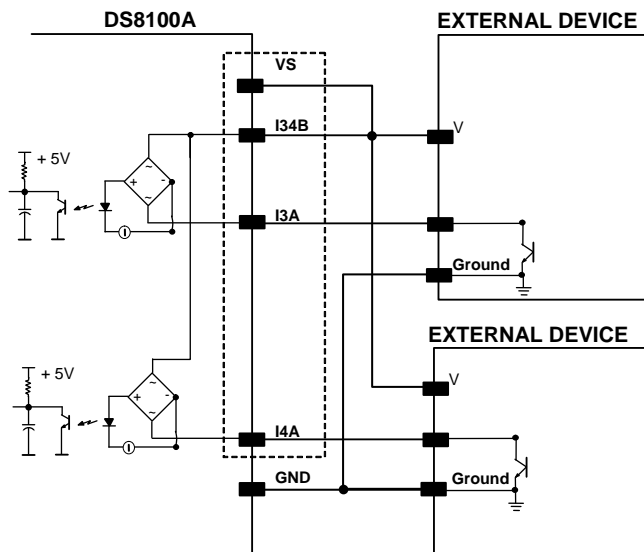 DS8100A
EXTERNAL DEVICE
VS
I34B
V
+ 5V
~
+
-
~
I
I3A
Ground
EXTERNAL DEVICE
+ 5V
~
+
-
~
I
V
I4A
GND
Ground